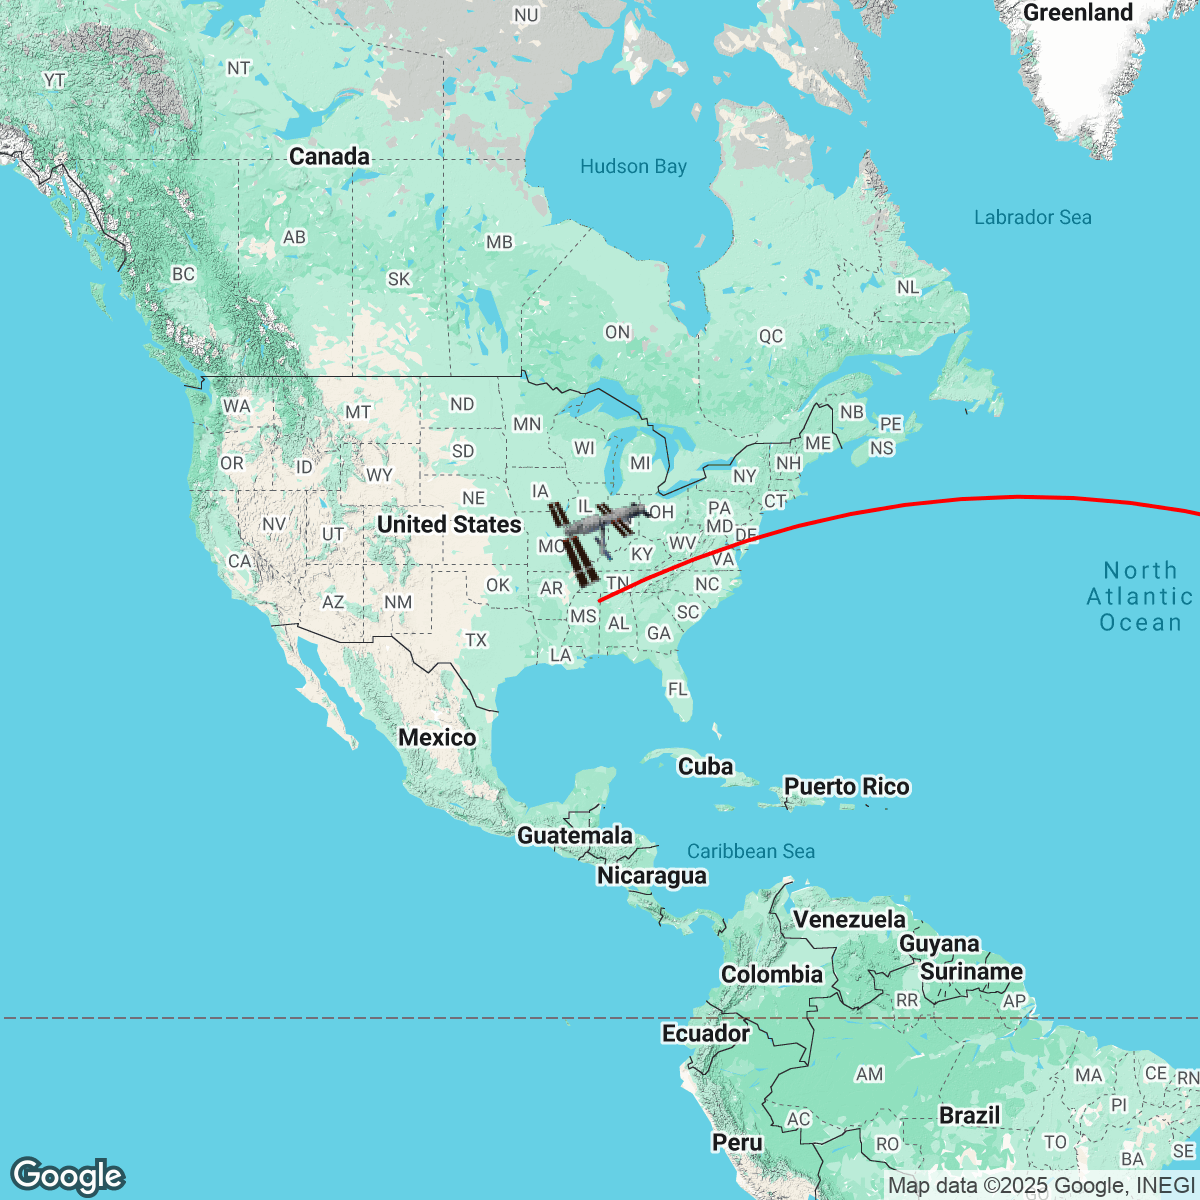 NU
Greenland
NT
YT
Canada
Hudson Bay
Labrador Sea
AB
MB
BC
SK
NL
ON
QC
WA
MT
ND
MN
NB
PE
ME
NS
WI
MI
NH
OR
ID
WY
SD
NY
NE
IA
IL
OH
PA
CT
NV
UT
United States
MD
DE
MO
KY
WV
VA
CA
North
Atlantic
Ocean
AZ
NM
OK
AR
TN
NC
MS
AL
SC
GA
TX
LA
FL
Mexico
Cuba
Puerto Rico
Guatemala
Caribbean Sea
Nicaragua
Venezuela
Guyana
Colombia
Suriname
RR
AP
Ecuador
AM
MA
CE
RN
PI
AC
Brazil
Peru
RO
TO
BA
SE
Google
Map data ©2025 Google, INEGI